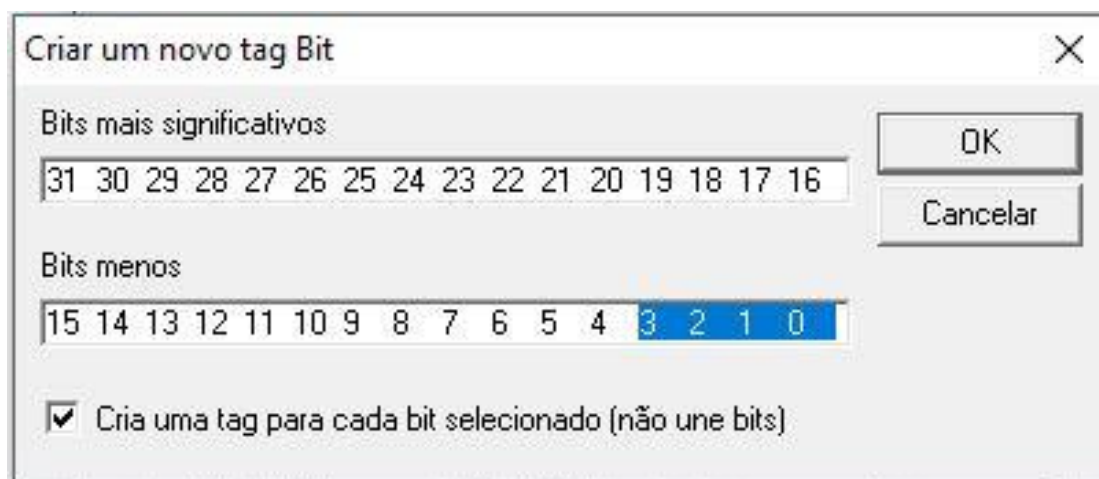 Criar um novo tag Bit
Bits mais significativos
31 30 29 28 27 26 25 24 23 22 21 20 19 18 17 16
OK
Cancelar
Bits menos
15 14 13 12 11 10 9 8 7 6 5 4 3 2 1 0
Cria uma tag para cada bit selecionado (não une bits)